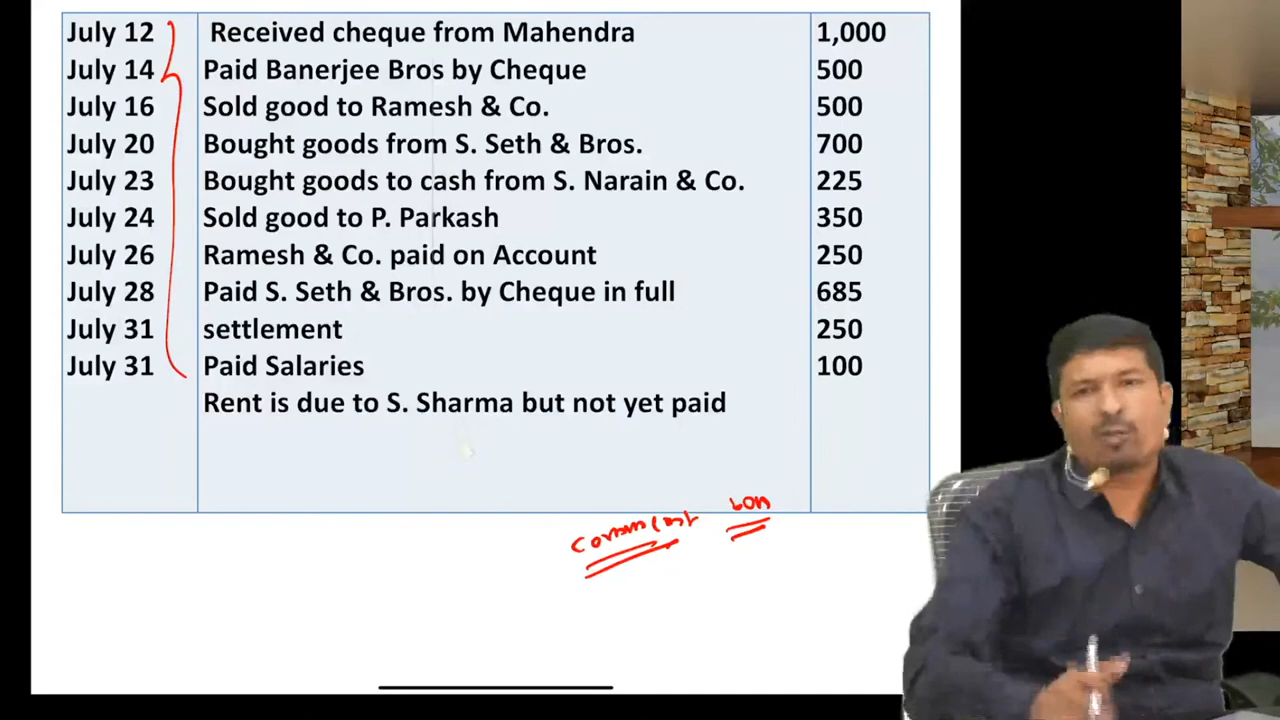 July 12 Received cheque from Mahendra 1,000
July 14 Paid Banerjee Bros by Cheque 500
July 16 Sold good to Ramesh & Co. 500
July 20 Bought goods from S. Seth & Bros. 700
July 23 Bought goods to cash from S. Narain & Co. 225
July 24 Sold good to P. Parkash 350
July 26 Ramesh & Co. paid on Account 250
July 28 Paid S. Seth & Bros. by Cheque in full 685
July 31 settlement 250
July 31 Paid Salaries 100
Rent is due to S. Sharma but not yet paid